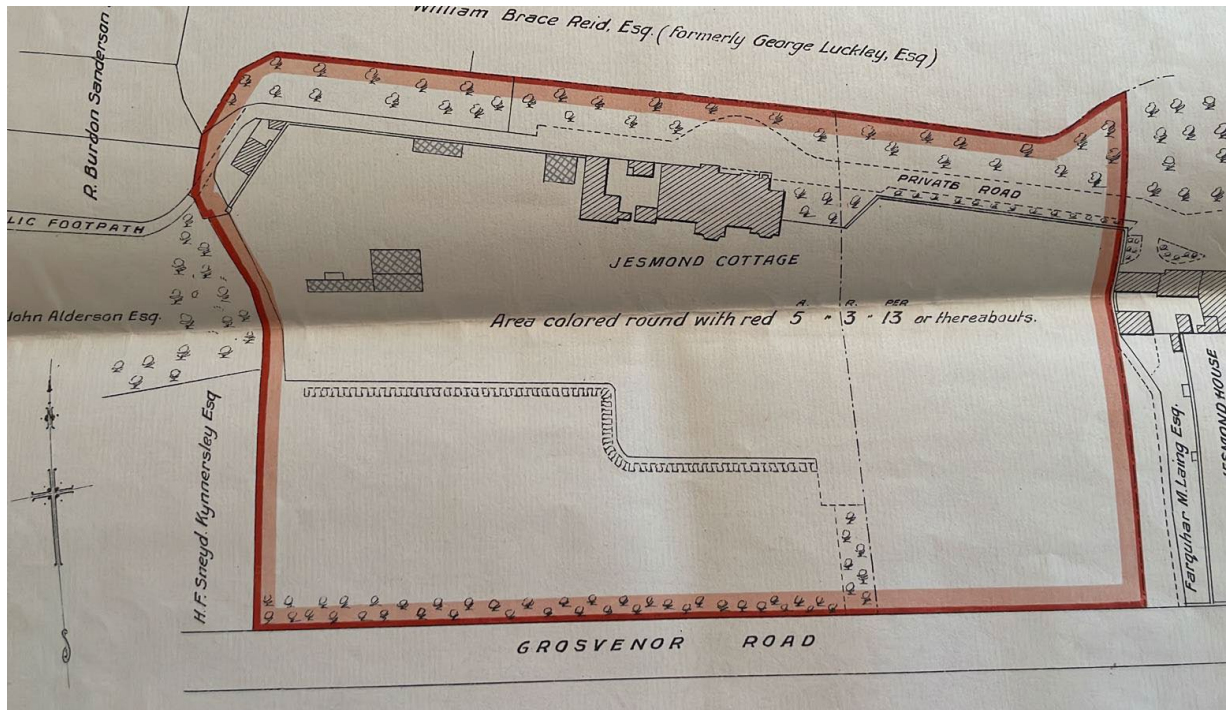 William Brace Reid, Esq. (formerly George Luckley, Esq)
R. Burdon Sanderson
LIC FOOTPATH
PRIVATE ROAD
JESMOND COTTAGE
John Alderson Esq.
A. R. PER
Area colored round with red 5 " 3 " 13 or thereabouts.
H.F. Sneyd. Kynnersley Esq
Farquhar M. Laing Esq.
JESMOND HOUSE
GROSVENOR ROAD